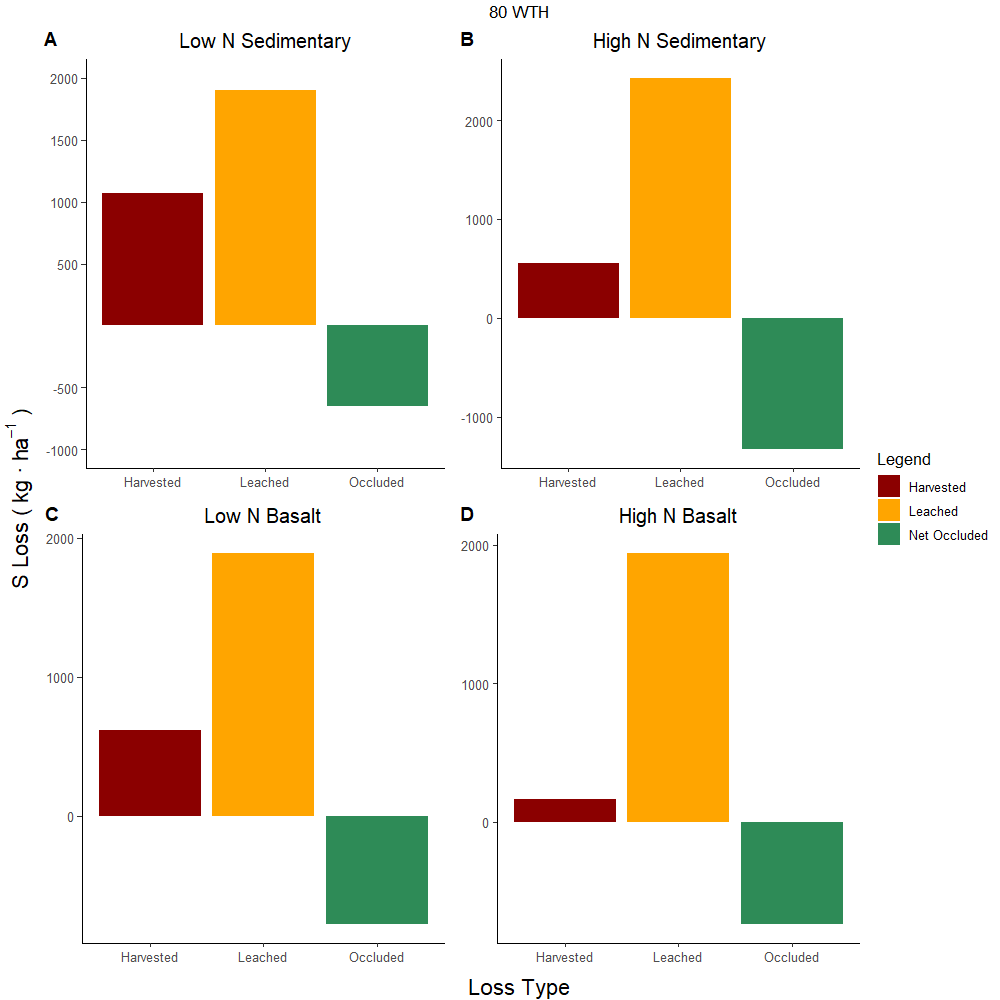 80 WTH
A
Low N Sedimentary
2000
1500
1000
500
-500
-1000
Harvested
Leached
Occluded
B
High N Sedimentary
2000
1000
0
-1000
Harvested
Leached
Occluded
C
Low N Basalt
2000
1000
0
Harvested
Leached
Occluded
D
High N Basalt
2000
1000
0
Harvested
Leached
Occluded
S Loss ( kg · ha⁻¹ )
Loss Type
Legend
Harvested
Leached
Net Occluded